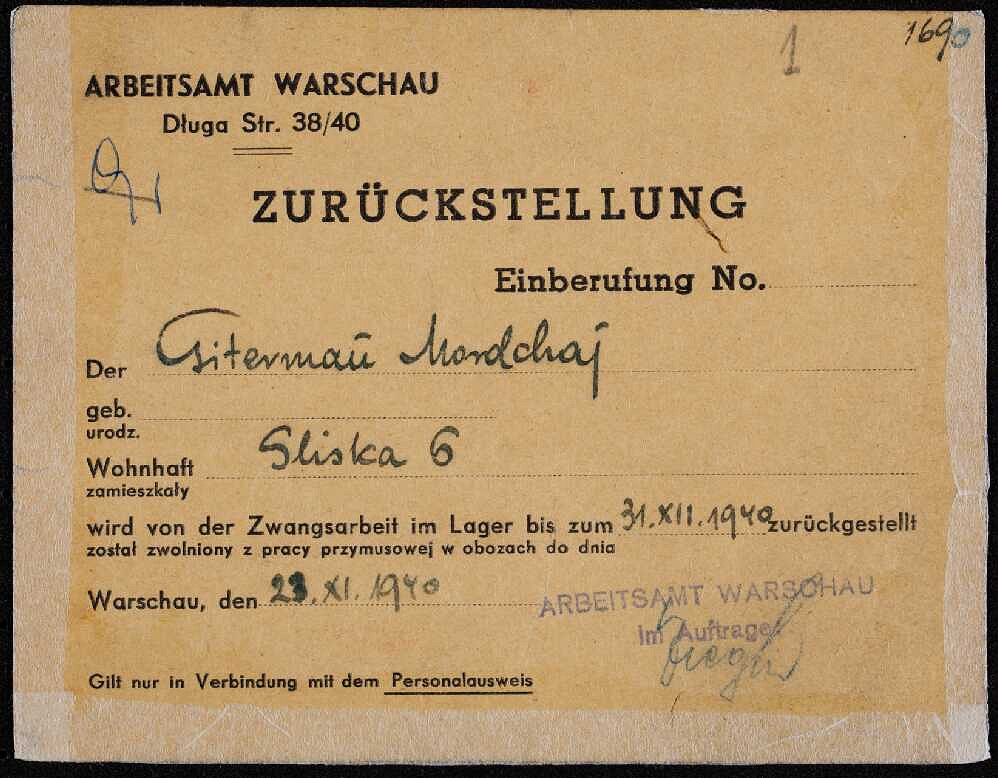 1
1690
ARBEITSAMT WARSCHAU
Długa Str. 38/40
ZURÜCKSTELLUNG
Einberufung No.
Der Gitermań Mordchaj
geb.
urodz.
Wohnhaft Sliska 6
zamieszkały
wird von der Zwangsarbeit im Lager bis zum 31.XII.1940 zurückgestellt
został zwolniony z pracy przymusowej w obozach do dnia
Warschau, den 23.XI.1940
ARBEITSAMT WARSCHAU
im Auftrage
Gilt nur in Verbindung mit dem Personalausweis